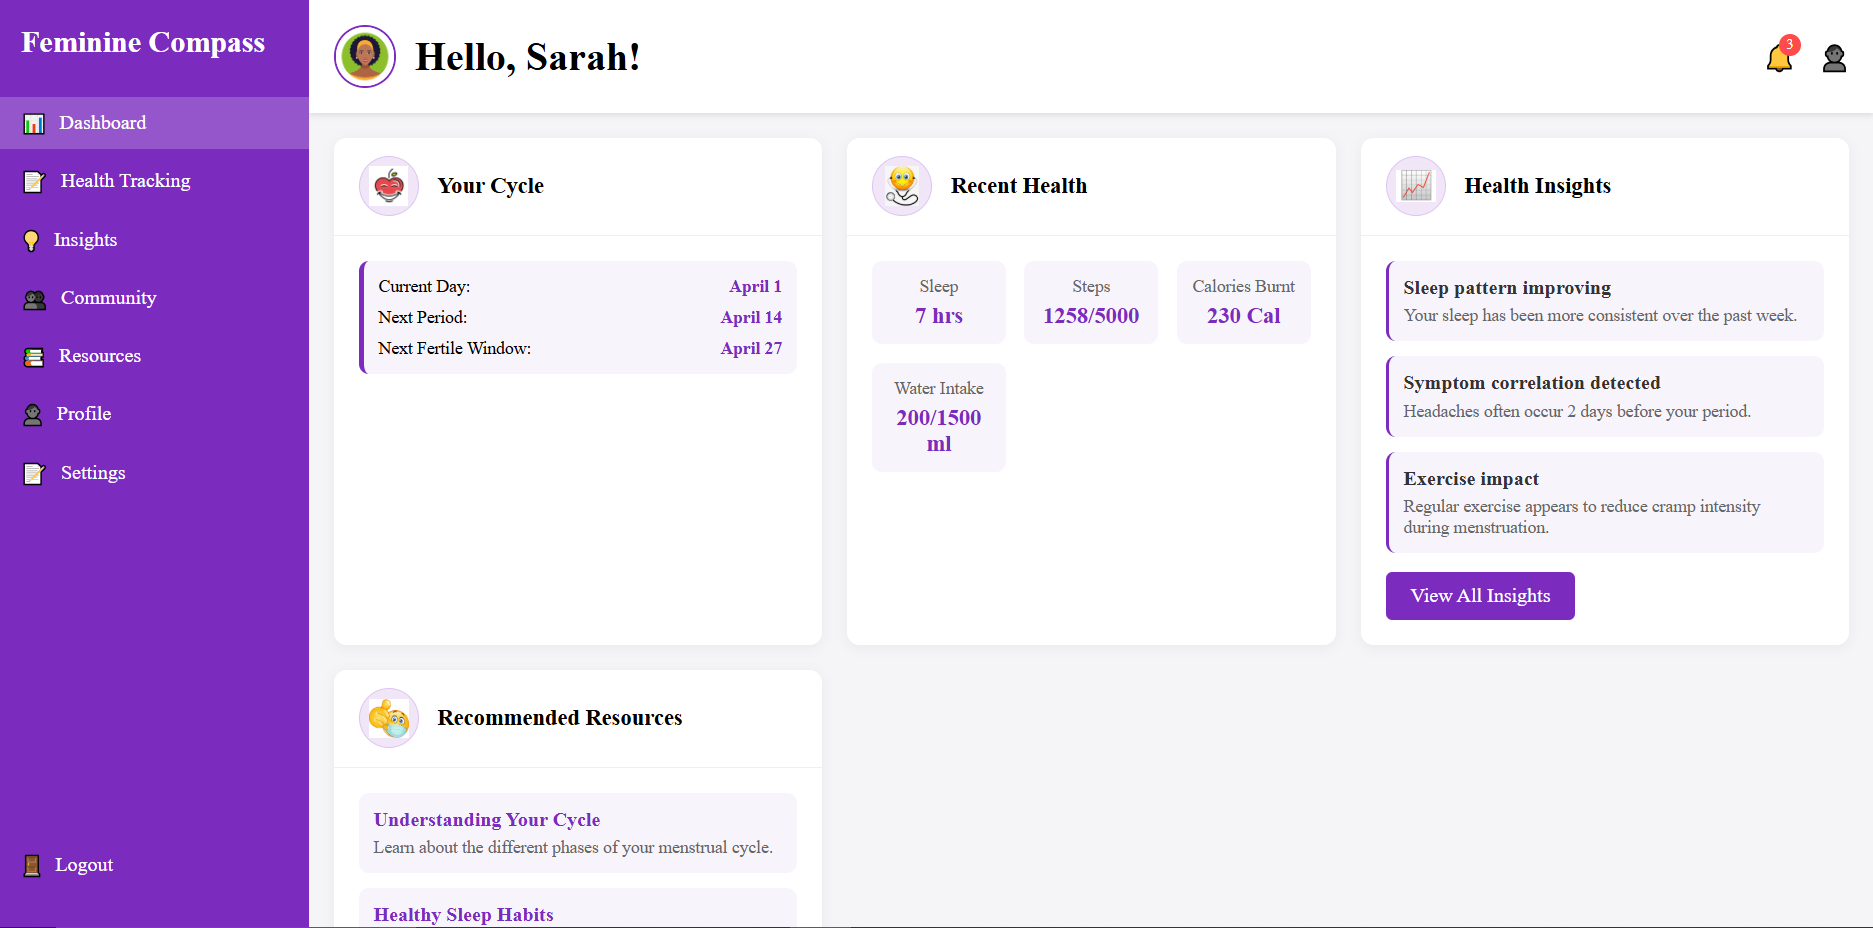 Feminine Compass
Dashboard
Health Tracking
Insights
Community
Resources
Profile
Settings
Logout
Hello, Sarah!
3
Your Cycle
Current Day: April 1
Next Period: April 14
Next Fertile Window: April 27
Recent Health
Sleep
7 hrs
Steps
1258/5000
Calories Burnt
230 Cal
Water Intake
200/1500
ml
Health Insights
Sleep pattern improving
Your sleep has been more consistent over the past week.
Symptom correlation detected
Headaches often occur 2 days before your period.
Exercise impact
Regular exercise appears to reduce cramp intensity
during menstruation.
View All Insights
Recommended Resources
Understanding Your Cycle
Learn about the different phases of your menstrual cycle.
Healthy Sleep Habits